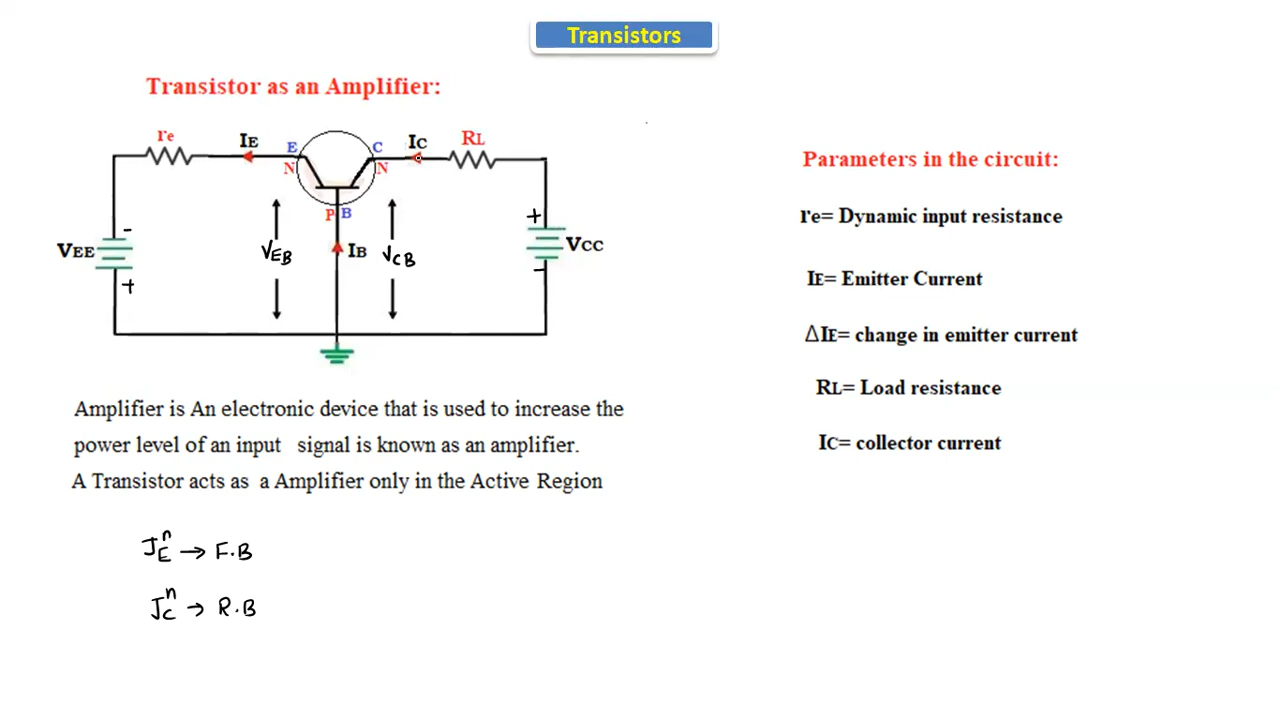 Transistors
Transistor as an Amplifier:
re IE E C IC RL
N N
P B
VEE - + VEB IB VCB + - VCC
Amplifier is An electronic device that is used to increase the
power level of an input signal is known as an amplifier.
A Transistor acts as a Amplifier only in the Active Region
JEⁿ → F.B
JCⁿ → R.B
Parameters in the circuit:
re= Dynamic input resistance
IE= Emitter Current
ΔIE= change in emitter current
RL= Load resistance
IC= collector current